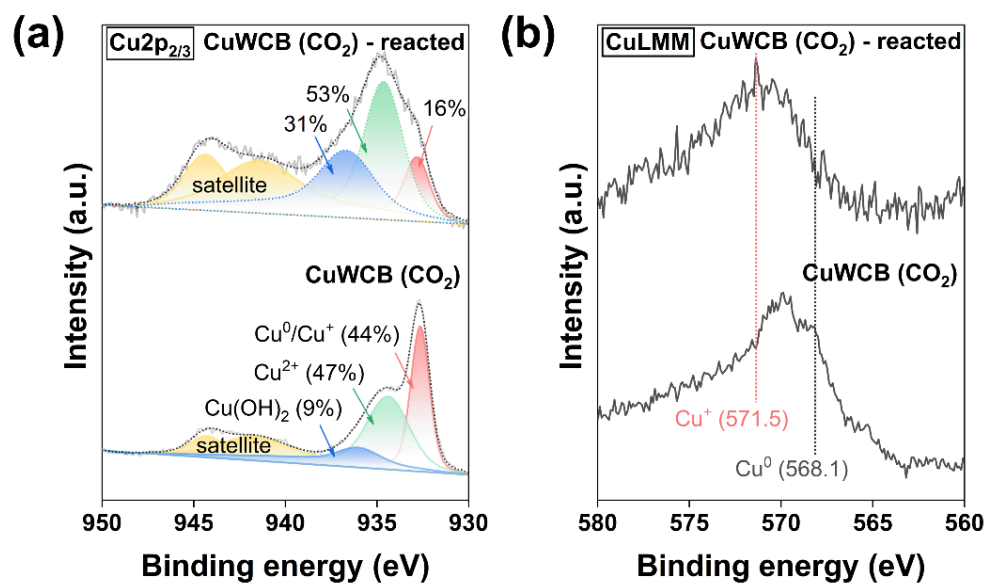 (a)
Cu2p2/3
CuWCB (CO2) - reacted
53%
31%
16%
satellite
CuWCB (CO2)
Cu0/Cu+ (44%)
Cu2+ (47%)
Cu(OH)2 (9%)
satellite
Intensity (a.u.)
950
945
940
935
930
Binding energy (eV)
(b)
CuLMM
CuWCB (CO2) - reacted
CuWCB (CO2)
Cu+ (571.5)
Cu0 (568.1)
Intensity (a.u.)
580
575
570
565
560
Binding energy (eV)